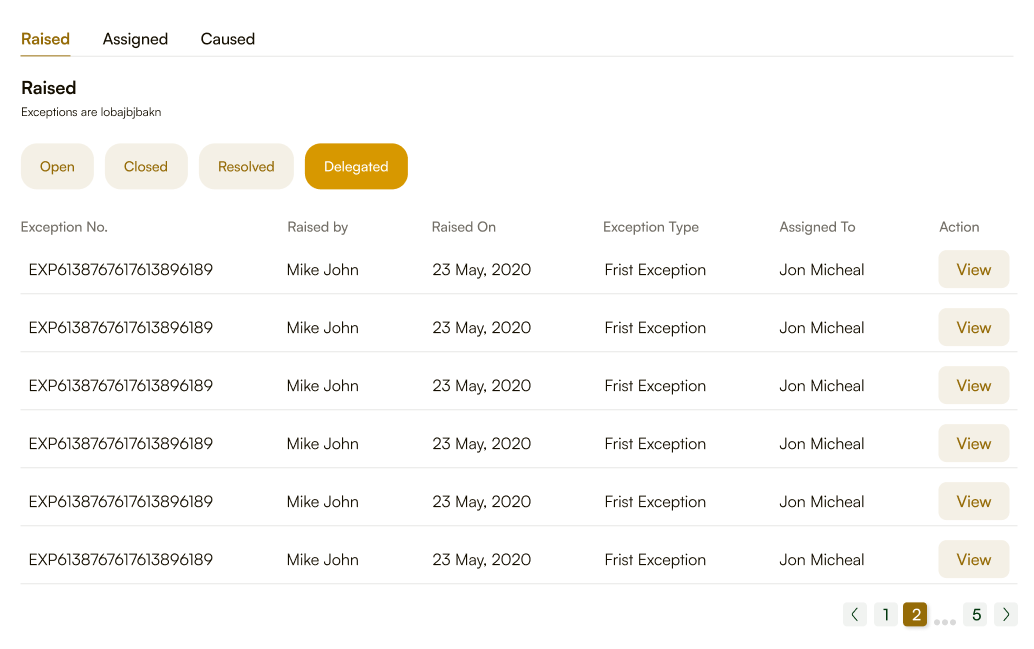 Raised Assigned Caused
Raised
Exceptions are lobajbjbakn
Open Closed Resolved Delegated
Exception No. Raised by Raised On Exception Type Assigned To Action
EXP6138767617613896189 Mike John 23 May, 2020 Frist Exception Jon Micheal View
EXP6138767617613896189 Mike John 23 May, 2020 Frist Exception Jon Micheal View
EXP6138767617613896189 Mike John 23 May, 2020 Frist Exception Jon Micheal View
EXP6138767617613896189 Mike John 23 May, 2020 Frist Exception Jon Micheal View
EXP6138767617613896189 Mike John 23 May, 2020 Frist Exception Jon Micheal View
EXP6138767617613896189 Mike John 23 May, 2020 Frist Exception Jon Micheal View
< 1 2 ... 5 >